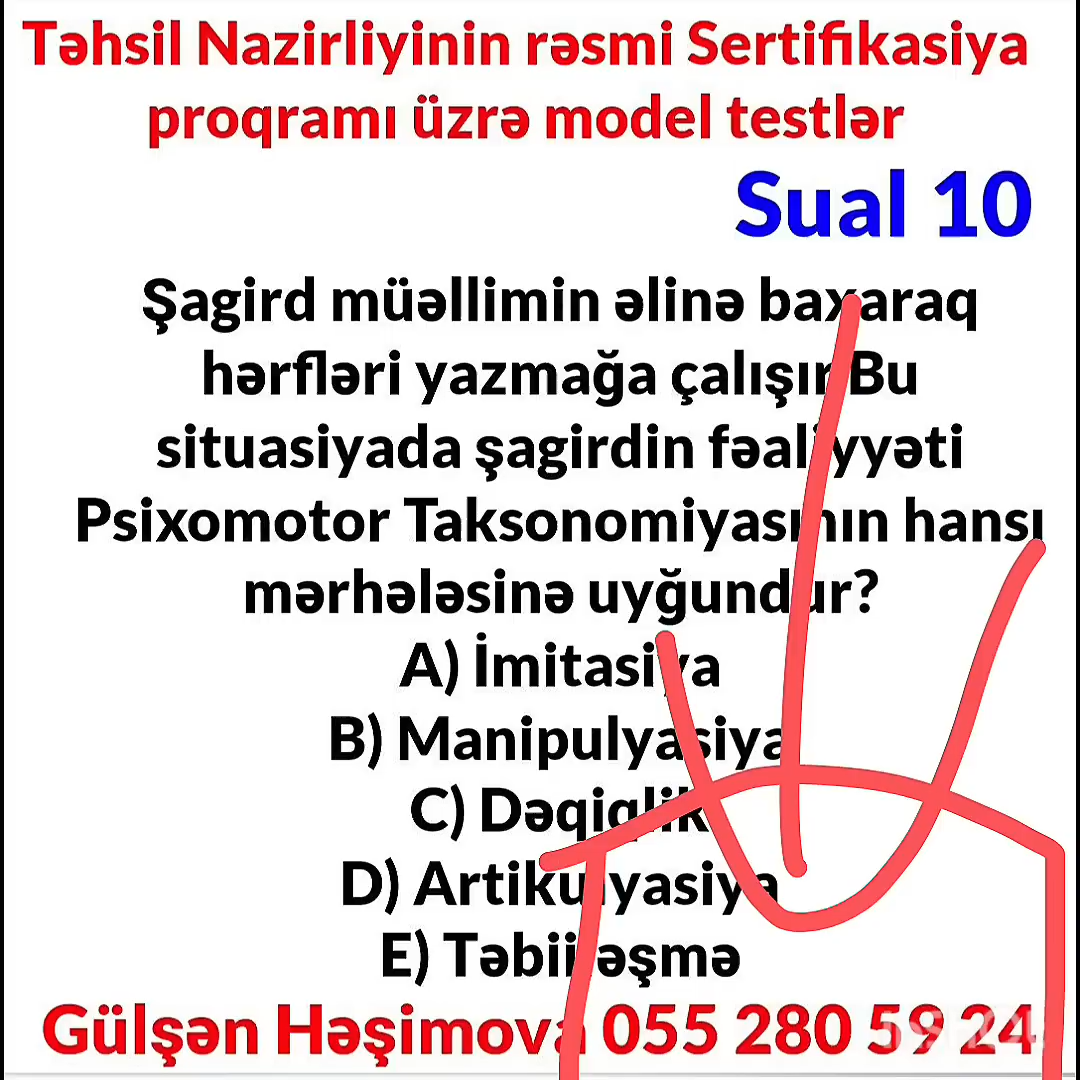 Təhsil Nazirliyinin rəsmi Sertifikasiya
proqramı üzrə model testlər
Sual 10
Şagird müəllimin əlinə baxaraq
hərfləri yazmağa çalışır Bu
situasiyada şagirdin fəaliyyəti
Psixomotor Taksonomiyasının hansı
mərhələsinə uyğundur?
A) İmitasiya
B) Manipulyasiya
C) Dəqiqlik
D) Artikulyasiya
E) Təbiiləşmə
Gülşən Həşimova 055 280 59 24